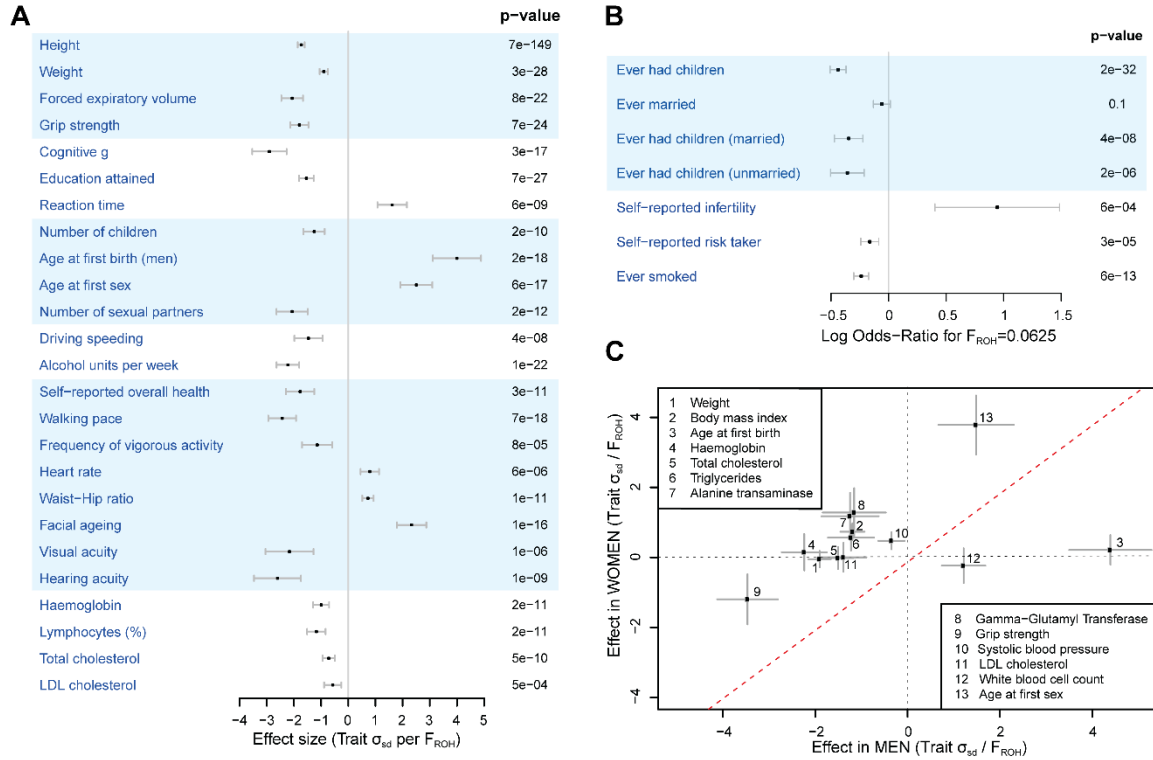 A
p−value
Height 7e−149
Weight 3e−28
Forced expiratory volume 8e−22
Grip strength 7e−24
Cognitive g 3e−17
Education attained 7e−27
Reaction time 6e−09
Number of children 2e−10
Age at first birth (men) 2e−18
Age at first sex 6e−17
Number of sexual partners 2e−12
Driving speeding 4e−08
Alcohol units per week 1e−22
Self−reported overall health 3e−11
Walking pace 7e−18
Frequency of vigorous activity 8e−05
Heart rate 6e−06
Waist−Hip ratio 1e−11
Facial ageing 1e−16
Visual acuity 1e−06
Hearing acuity 1e−09
Haemoglobin 2e−11
Lymphocytes (%) 2e−11
Total cholesterol 5e−10
LDL cholesterol 5e−04
−4 −3 −2 −1 0 1 2 3 4 5
Effect size (Trait σsd per FROH)
B
p−value
Ever had children 2e−32
Ever married 0.1
Ever had children (married) 4e−08
Ever had children (unmarried) 2e−06
Self−reported infertility 6e−04
Self−reported risk taker 3e−05
Ever smoked 6e−13
−0.5 0 0.5 1 1.5
Log Odds−Ratio for FROH=0.0625
C
Effect in WOMEN (Trait σsd / FROH)
4
2
0
−2
−4
1 Weight
2 Body mass index
3 Age at first birth
4 Haemoglobin
5 Total cholesterol
6 Triglycerides
7 Alanine transaminase
13
8
7
2
10
6
4
5
3
1
11
12
9
8 Gamma−Glutamyl Transferase
9 Grip strength
10 Systolic blood pressure
11 LDL cholesterol
12 White blood cell count
13 Age at first sex
−4 −2 0 2 4
Effect in MEN (Trait σsd / FROH)